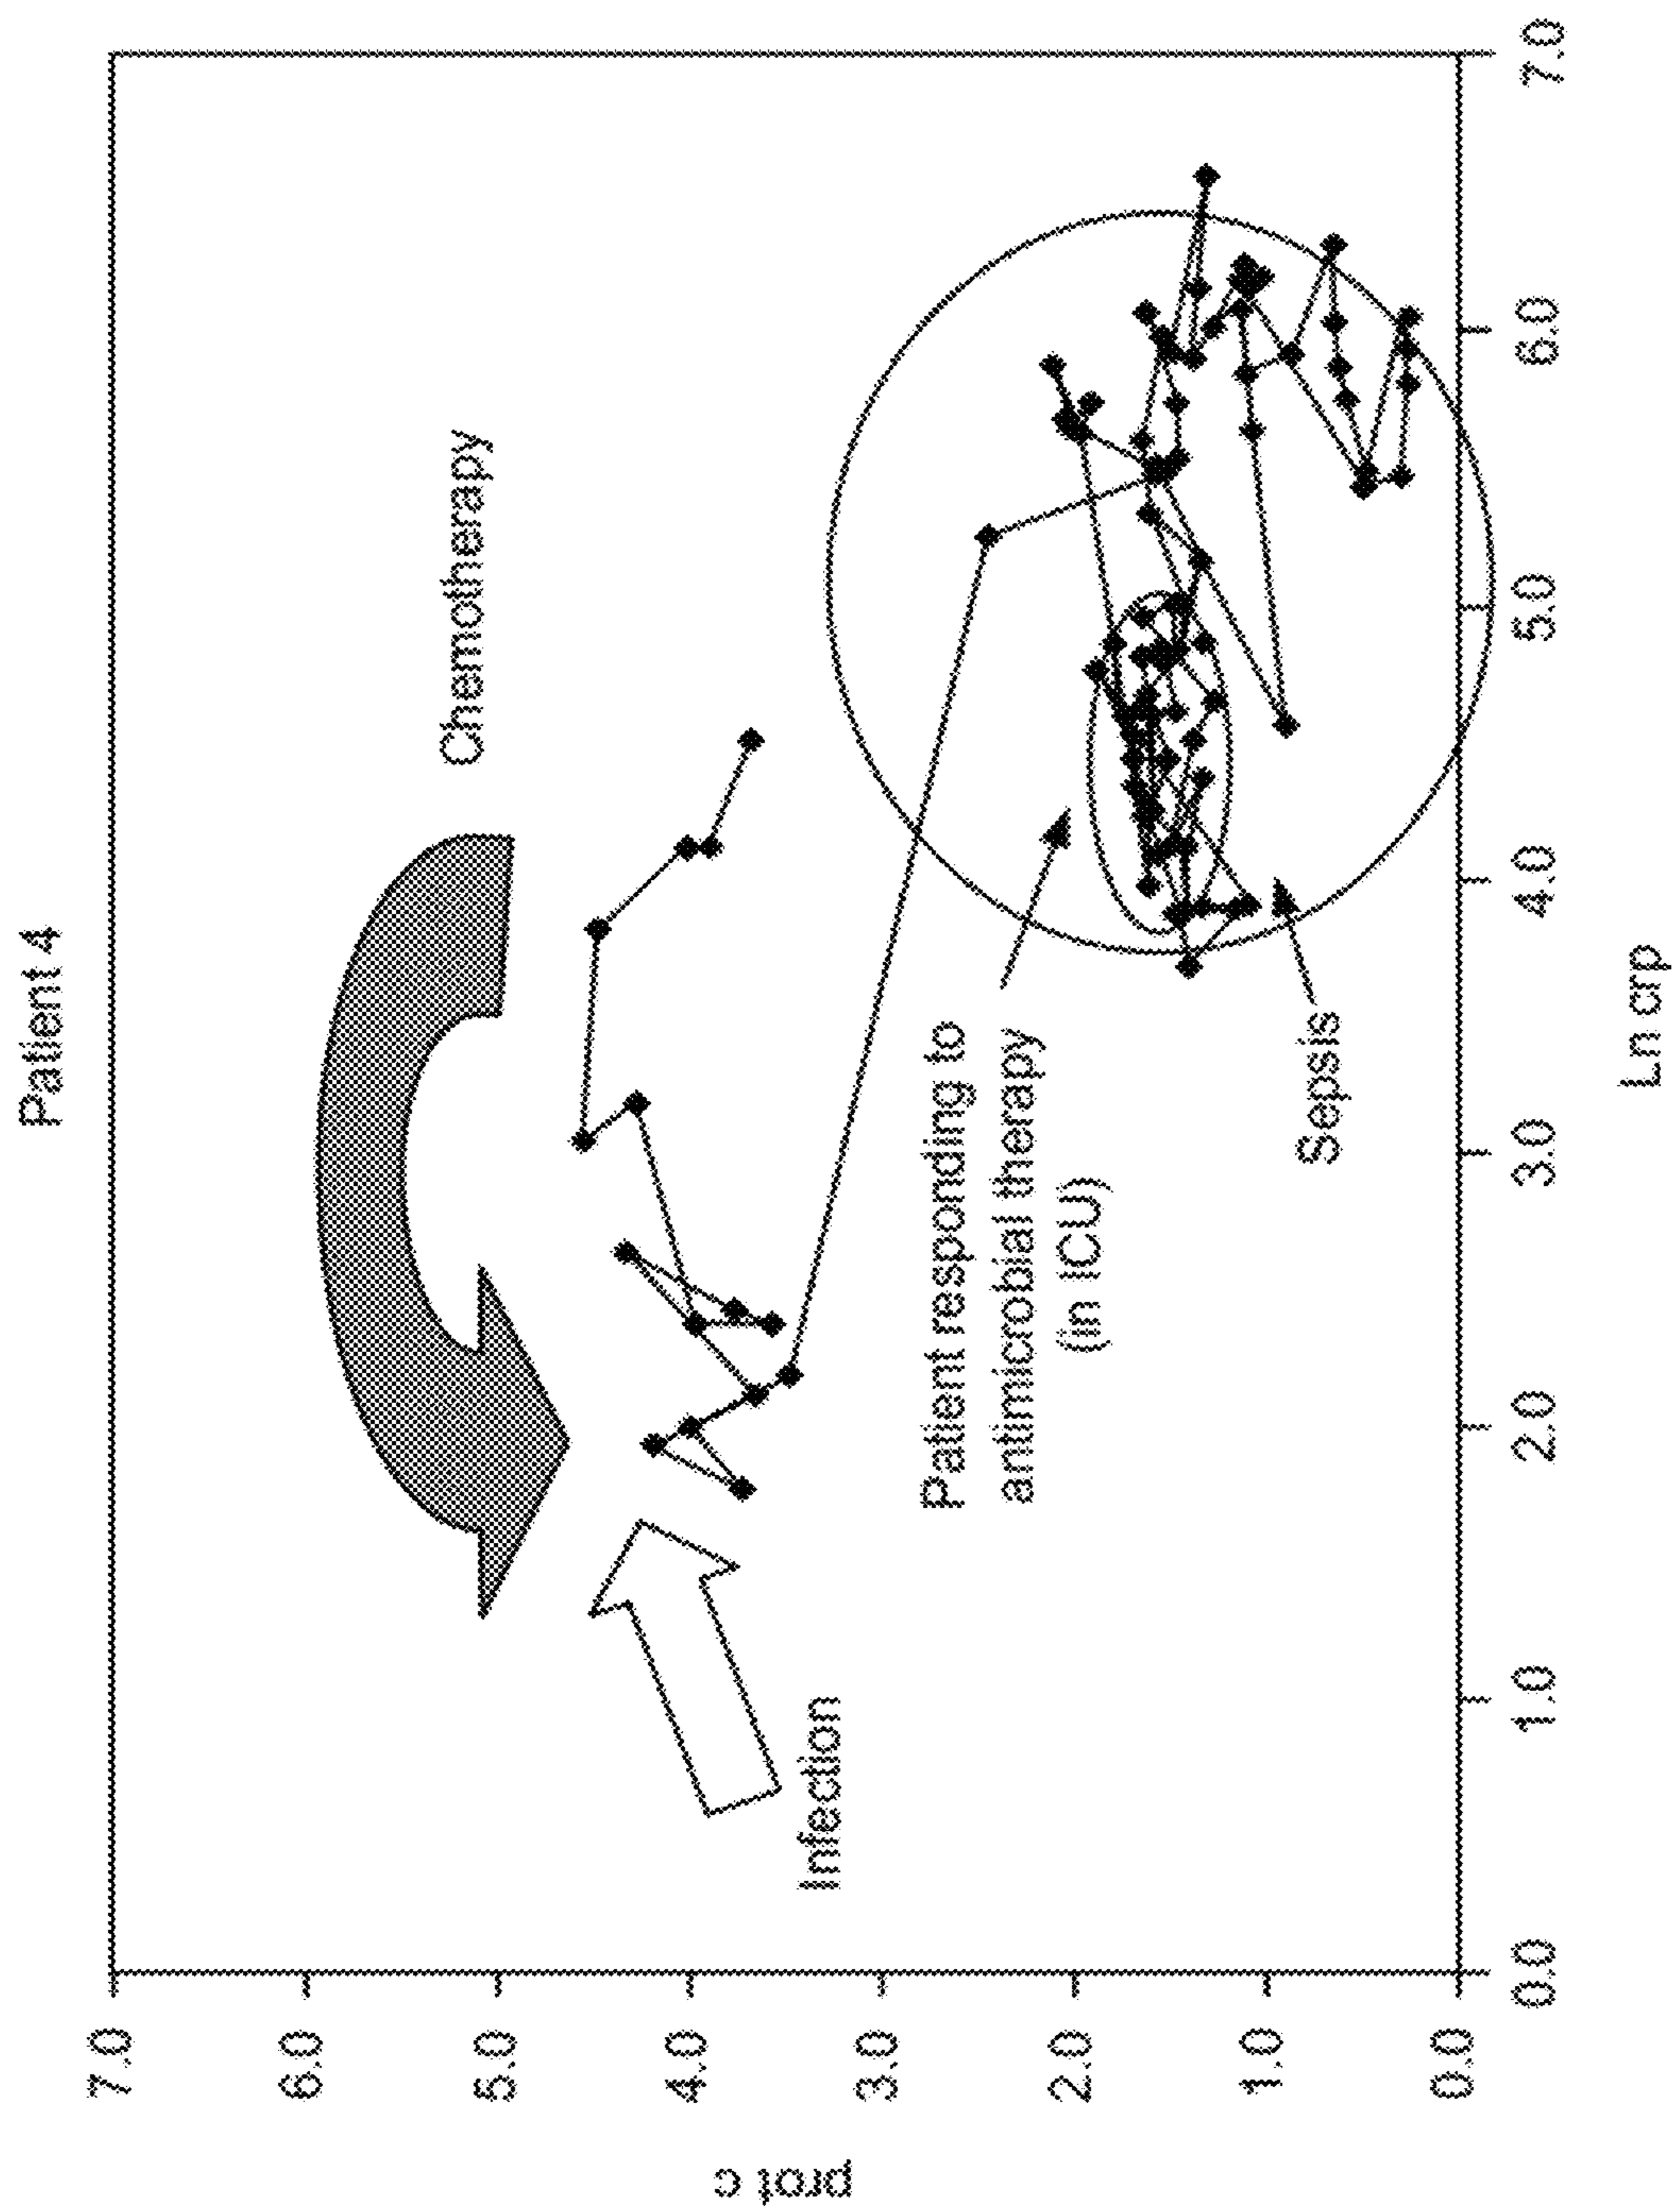 Patient 4
Chemotherapy
Infection
Patient responding to
antimicrobial therapy
(in ICU)
Sepsis
prot c
7.0
6.0
5.0
4.0
3.0
2.0
1.0
0.0
0.0
1.0
2.0
3.0
4.0
5.0
6.0
7.0
Ln crp